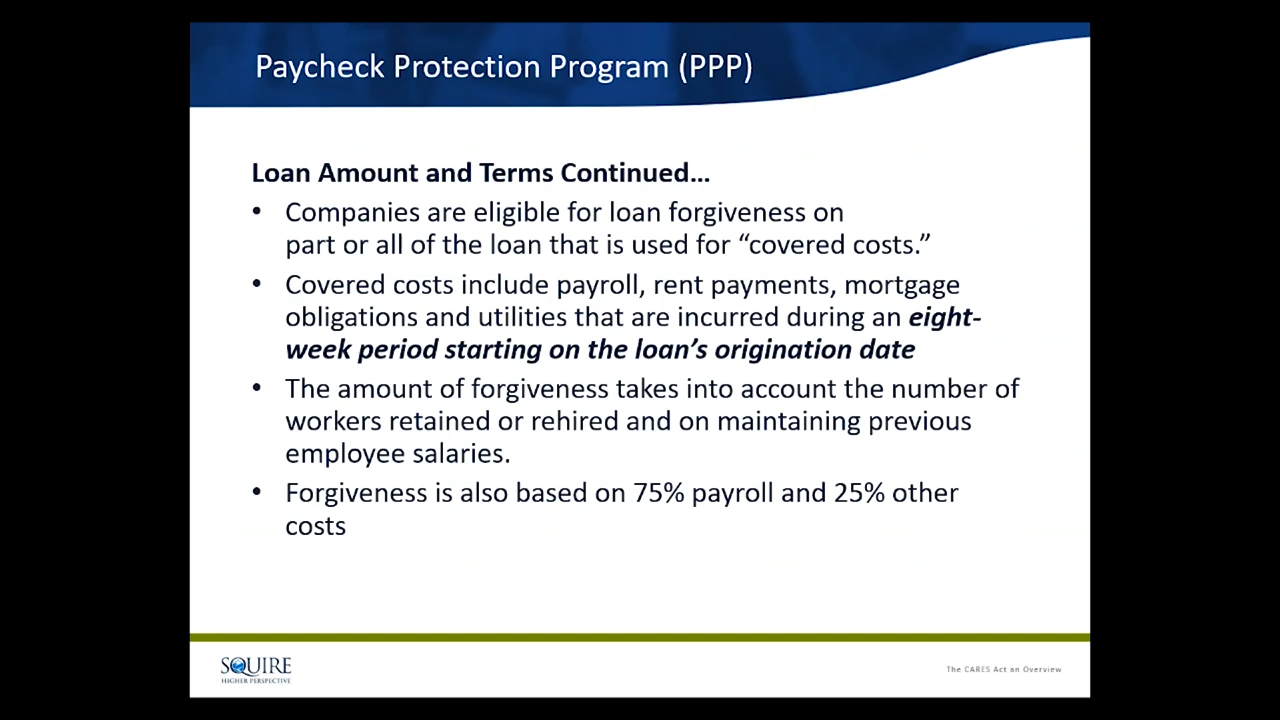 Paycheck Protection Program (PPP)
Loan Amount and Terms Continued…
• Companies are eligible for loan forgiveness on
part or all of the loan that is used for “covered costs.”
• Covered costs include payroll, rent payments, mortgage
obligations and utilities that are incurred during an eight-
week period starting on the loan’s origination date
• The amount of forgiveness takes into account the number of
workers retained or rehired and on maintaining previous
employee salaries.
• Forgiveness is also based on 75% payroll and 25% other
costs
SQUIRE
HIGHER PERSPECTIVE
The CARES Act an Overview